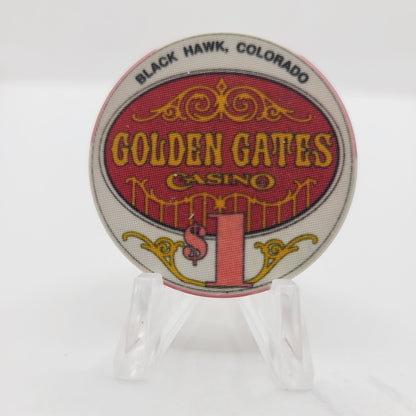 BLACK HAWK, COLORADO
GOLDEN GATES
CASINO
$1